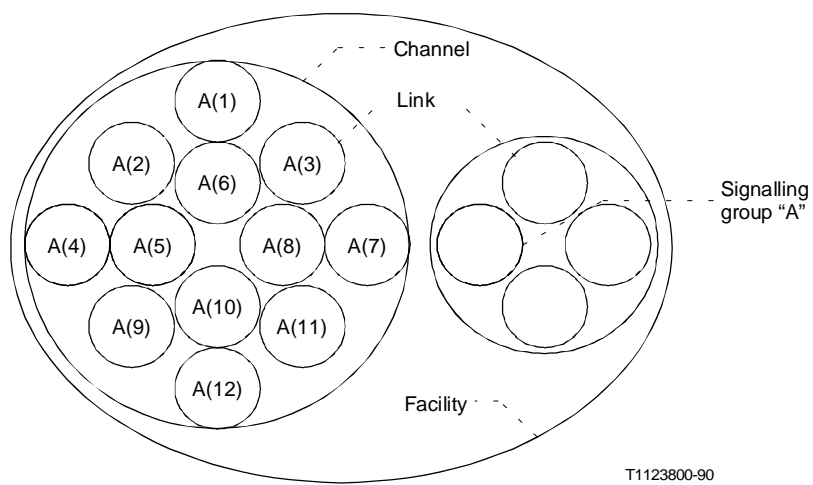 Channel
A(1)
Link
A(2)
A(3)
A(6)
Signalling
group “A”
A(4)
A(5)
A(8)
A(7)
A(10)
A(9)
A(11)
A(12)
Facility
T1123800-90